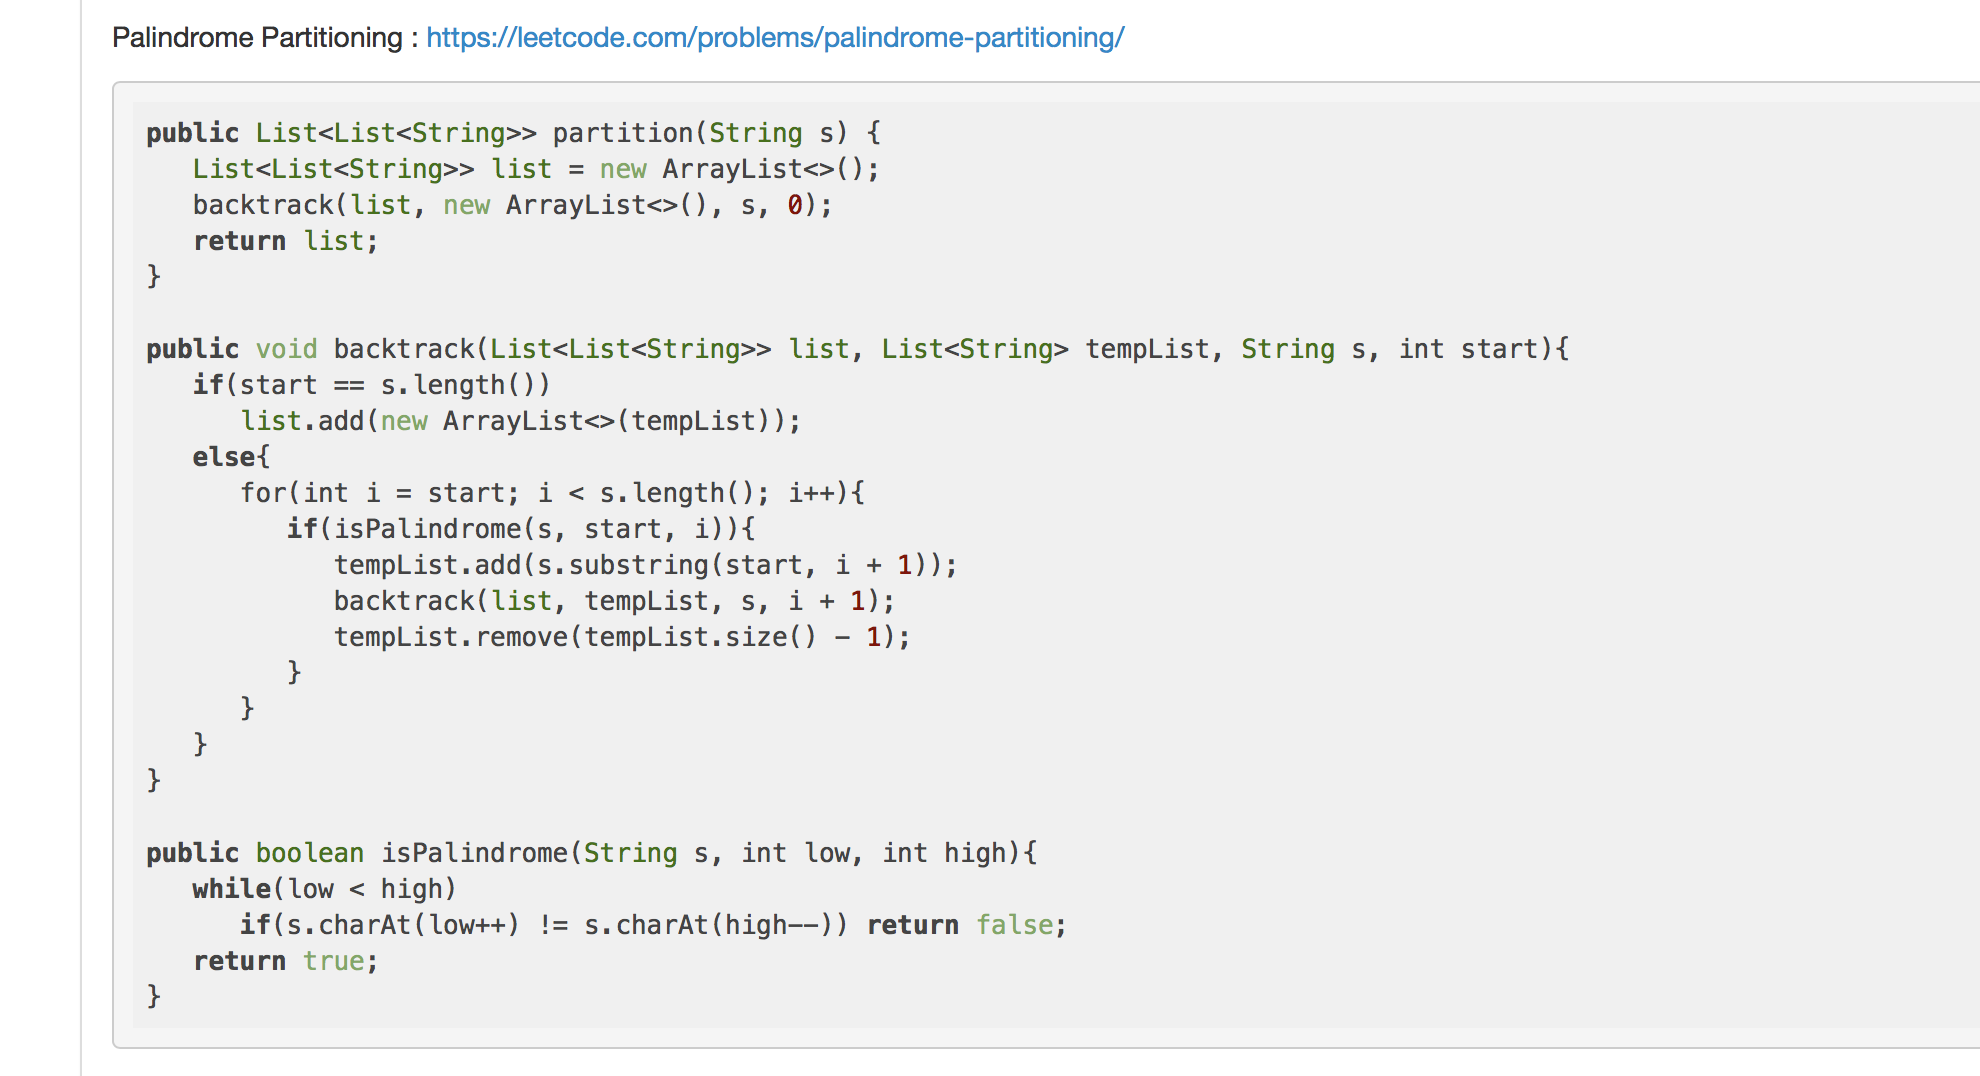 Palindrome Partitioning : https://leetcode.com/problems/palindrome-partitioning/
public List<List<String>> partition(String s) {
   List<List<String>> list = new ArrayList<>();
   backtrack(list, new ArrayList<>(), s, 0);
   return list;
}

public void backtrack(List<List<String>> list, List<String> tempList, String s, int start){
   if(start == s.length())
      list.add(new ArrayList<>(tempList));
   else{
      for(int i = start; i < s.length(); i++){
         if(isPalindrome(s, start, i)){
            tempList.add(s.substring(start, i + 1));
            backtrack(list, tempList, s, i + 1);
            tempList.remove(tempList.size() - 1);
         }
      }
   }
}

public boolean isPalindrome(String s, int low, int high){
   while(low < high)
      if(s.charAt(low++) != s.charAt(high--)) return false;
   return true;
}